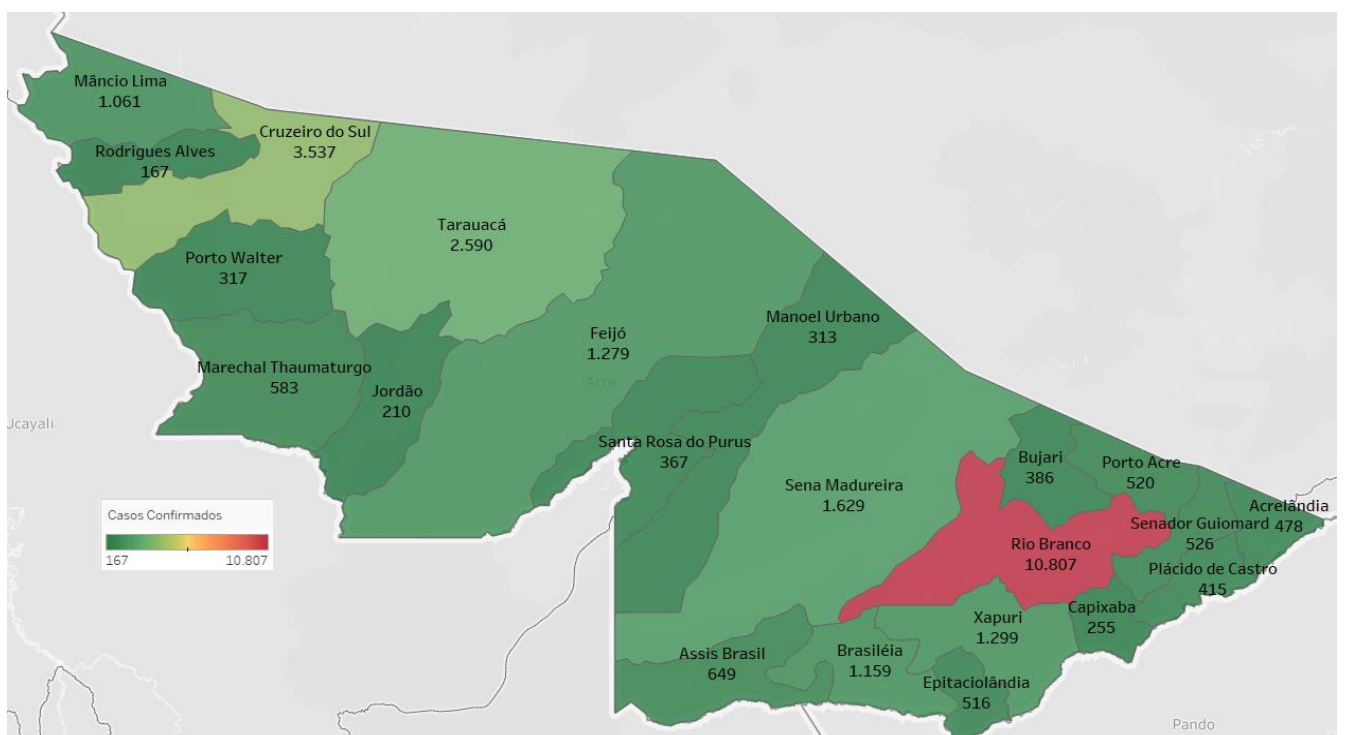 Mâncio Lima
1.061
Cruzeiro do Sul
3.537
Rodrigues Alves
167
Tarauacá
2.590
Porto Walter
317
Manoel Urbano
313
Feijó
1.279
Acre
Marechal Thaumaturgo
583
Jordão
210
Ucayali
Santa Rosa do Purus
367
Sena Madureira
1.629
Bujari
386
Porto Acre
520
Acrelândia
478
Senador Guiomard
526
Rio Branco
10.807
Plácido de Castro
415
Capixaba
255
Xapuri
1.299
Assis Brasil
649
Brasiléia
1.159
Epitaciolândia
516
Pando
Casos Confirmados
167
10.807